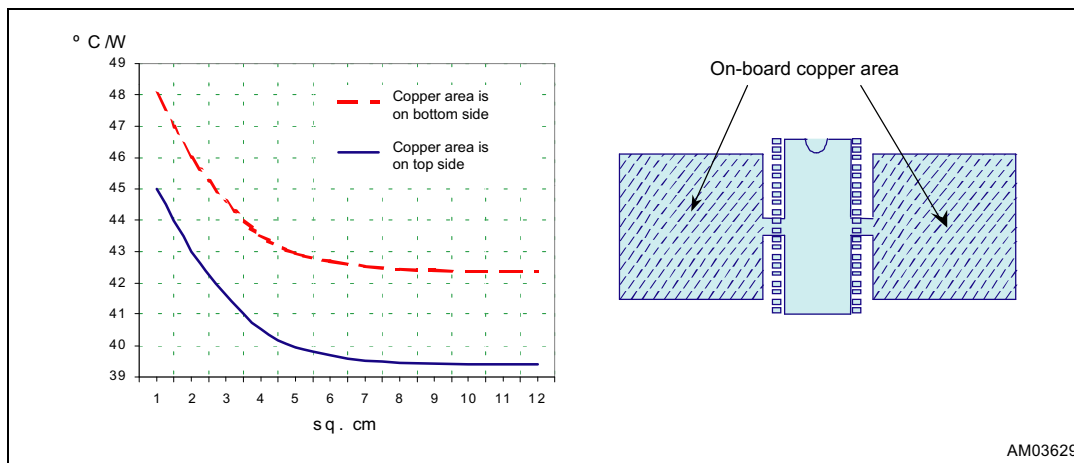 º C/W
49
48
47
46
45
44
43
42
41
40
39
1 2 3 4 5 6 7 8 9 10 11 12
sq. cm
Copper area is
on bottom side
Copper area is
on top side
On-board copper area
AM03629